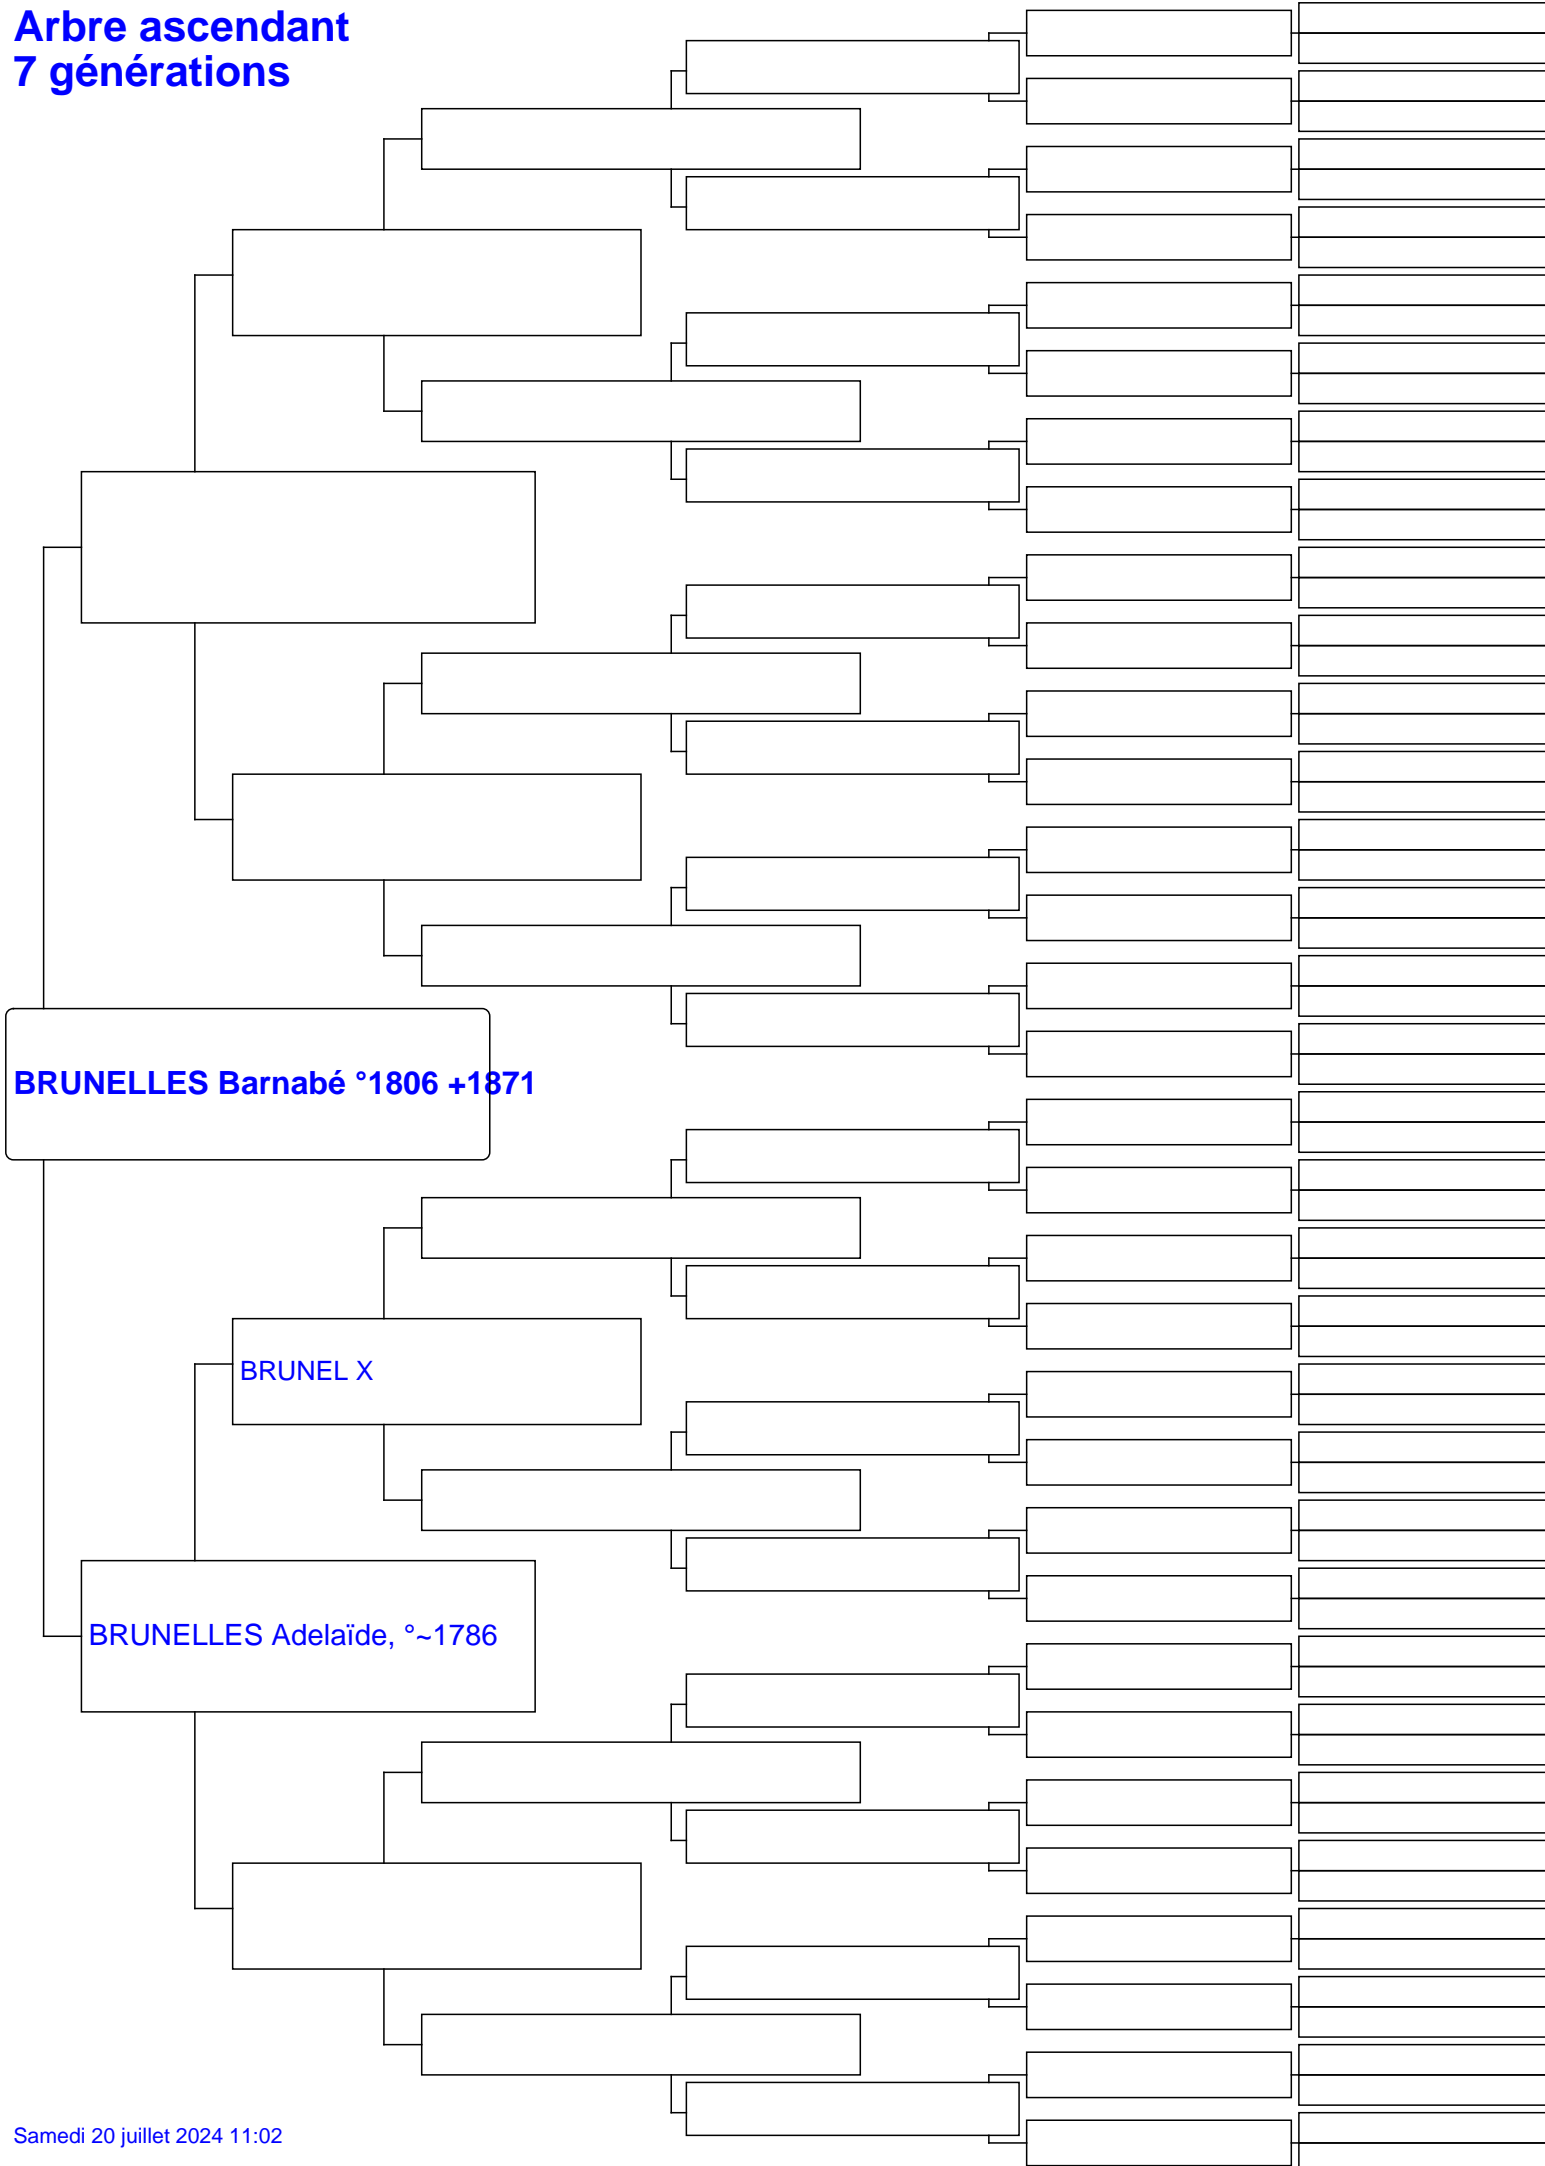 Arbre ascendant
7 générations
BRUNELLES Barnabé °1806 +1871
BRUNEL X
BRUNELLES Adelaïde, °~1786
Samedi 20 juillet 2024 11:02